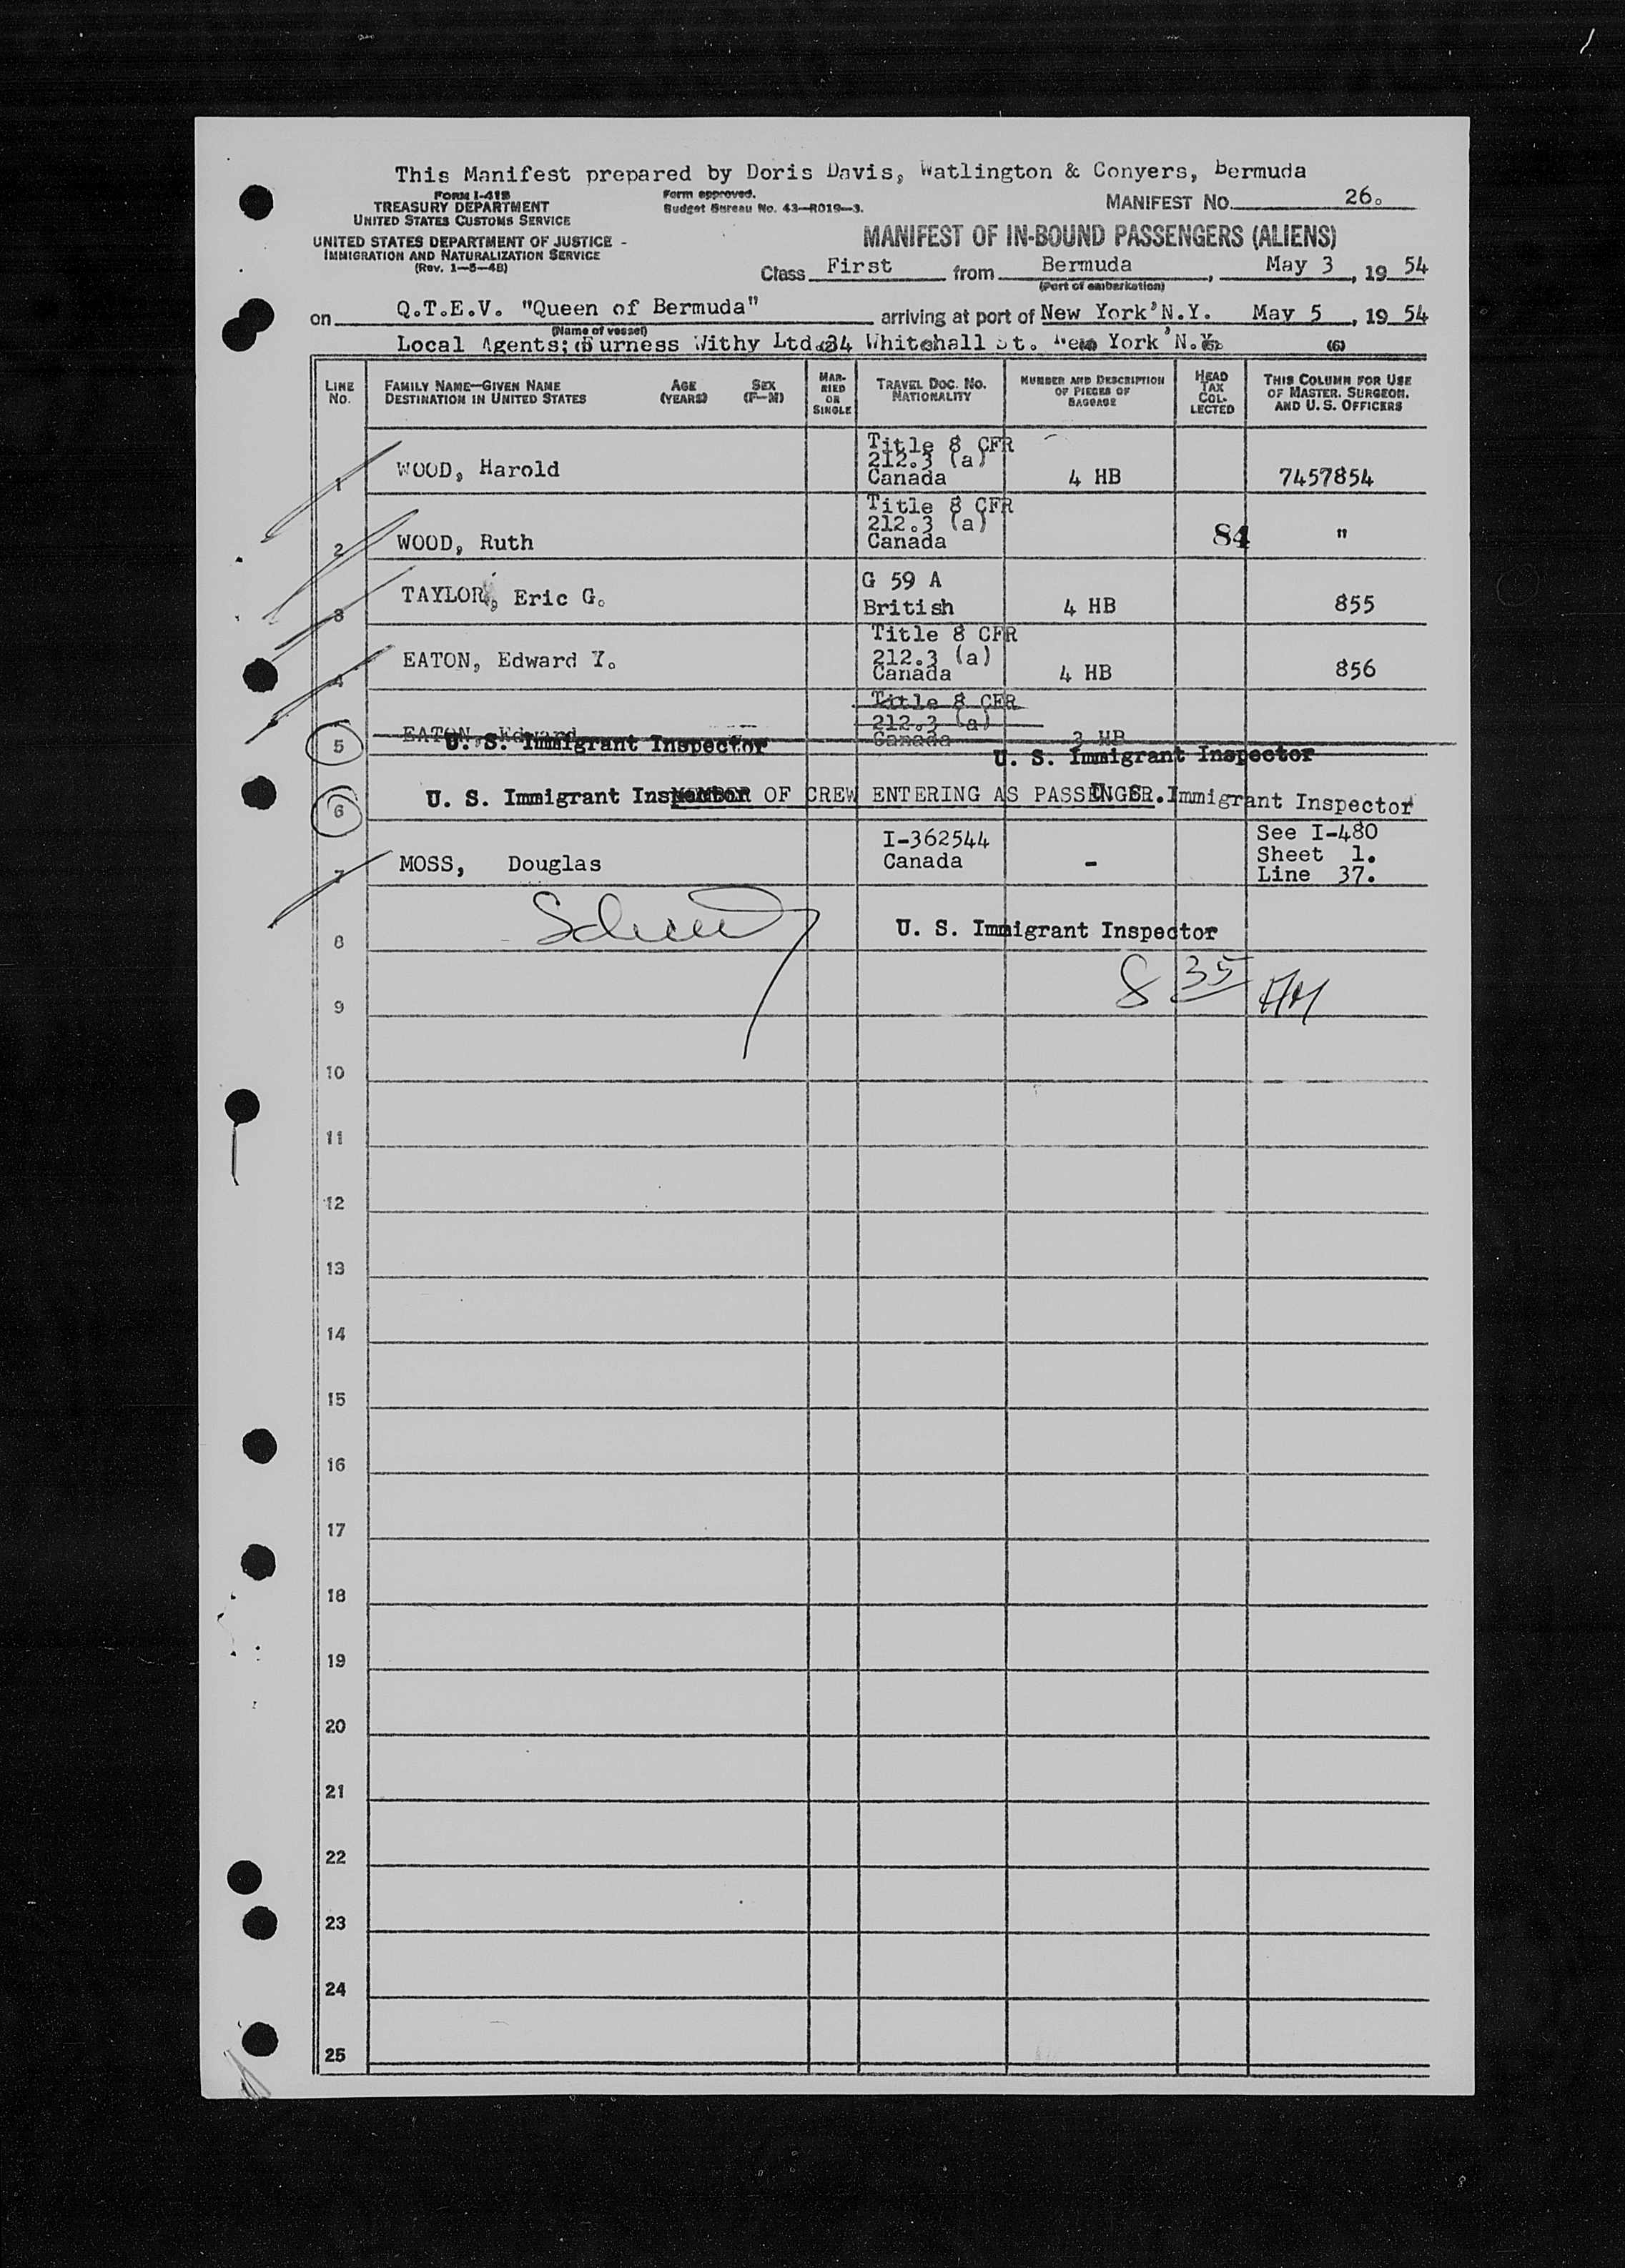 This Manifest prepared by Doris Davis, Watlington & Conyers, Bermuda
FORM I-418
TREASURY DEPARTMENT
UNITED STATES CUSTOMS SERVICE
UNITED STATES DEPARTMENT OF JUSTICE
IMMIGRATION AND NATURALIZATION SERVICE
(Rev. 1-5-48)
Form approved.
Budget Bureau No. 43-R019-3.
MANIFEST NO. 26.
MANIFEST OF IN-BOUND PASSENGERS (ALIENS)
Class First from Bermuda, May 3, 19 54
(Port of embarkation)
on Q.T.E.V. "Queen of Bermuda" arriving at port of New York'N.Y. May 5, 19 54
(Name of vessel)
Local Agents; Furness Withy Ltd. 34 Whitehall St. New York'N.Y. (6)
LINE NO.
FAMILY NAME—GIVEN NAME
DESTINATION IN UNITED STATES
AGE (YEARS)
SEX (F—M)
MARRIED OR SINGLE
TRAVEL DOC. NO.
NATIONALITY
NUMBER AND DESCRIPTION OF PIECES OF BAGGAGE
HEAD TAX COLLECTED
THIS COLUMN FOR USE OF MASTER, SURGEON, AND U. S. OFFICERS
Title 8 CFR
212.3 (a)
1 WOOD, Harold Canada 4 HB 7457854
Title 8 CFR
212.3 (a)
2 WOOD, Ruth Canada 84 "
G 59 A
3 TAYLOR, Eric G. British 4 HB 855
Title 8 CFR
212.3 (a)
4 EATON, Edward Y. Canada 4 HB 856
Title 8 CFR
212.3 (a)
5 EATON, Edward Canada 3 HB
U. S. Immigrant Inspector U. S. Immigrant Inspector
6 U. S. Immigrant Inspector MEMBER OF CREW ENTERING AS PASSENGER. U. S. Immigrant Inspector
7 MOSS, Douglas I-362544 Canada - See I-480 Sheet 1. Line 37.
8 U. S. Immigrant Inspector
9 8 35 AM
10
11
12
13
14
15
16
17
18
19
20
21
22
23
24
25